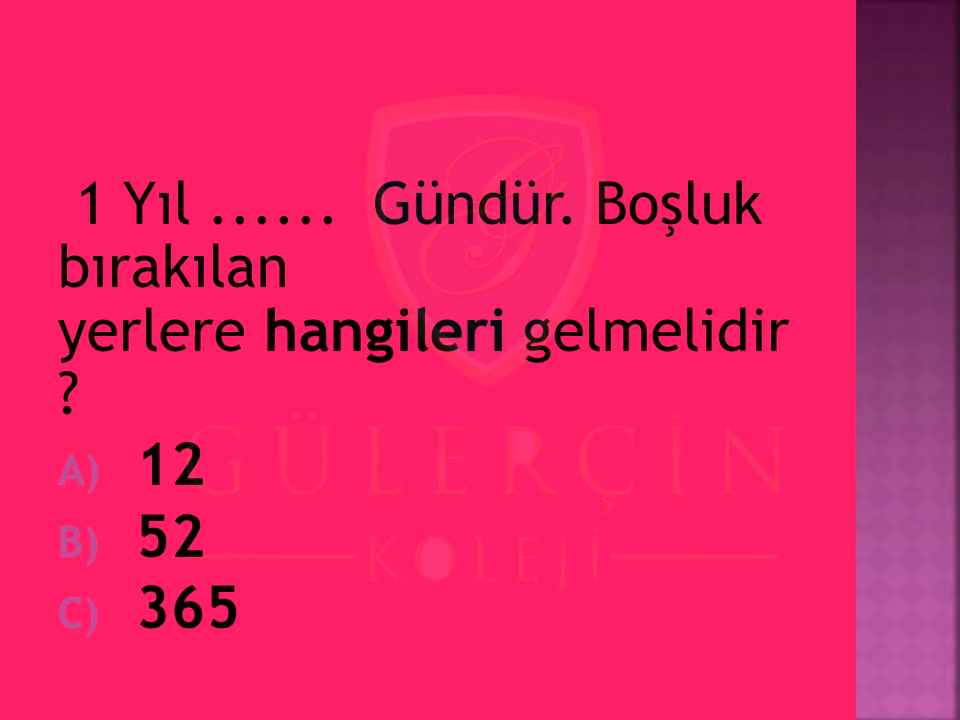 1 Yıl ...... Gündür. Boşluk
bırakılan
yerlere hangileri gelmelidir
?
A) 12
B) 52
C) 365
GÜLERÇİN
KOLEJİ